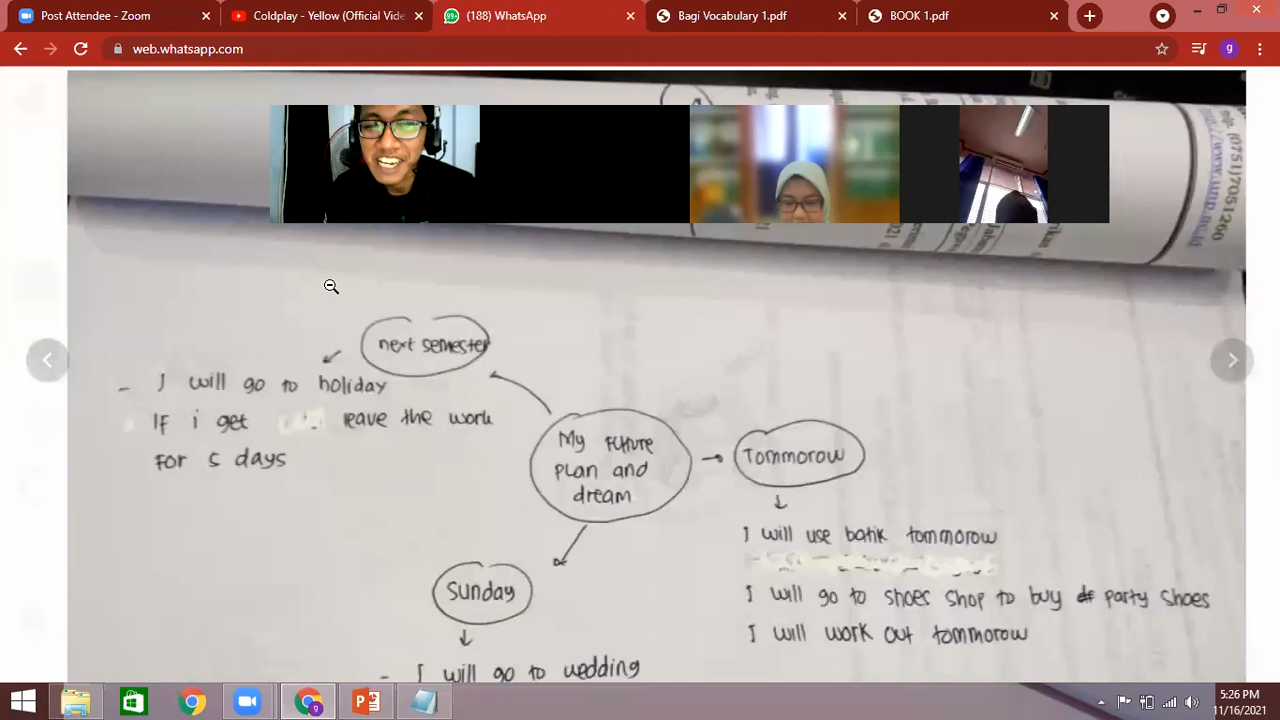 Post Attendee - Zoom
Coldplay - Yellow (Official Vide
(188) WhatsApp
Bagi Vocabulary 1.pdf
BOOK 1.pdf
web.whatsapp.com
g
(0751)7051260
next semester
- I will go to holiday
If i get leave the work
For 5 days
My Future
plan and
dream
Tommorow
I will use batik tommorow
I will go to shoes shop to buy party shoes
I will work out tommorow
Sunday
- I will go to wedding
5:26 PM
11/16/2021